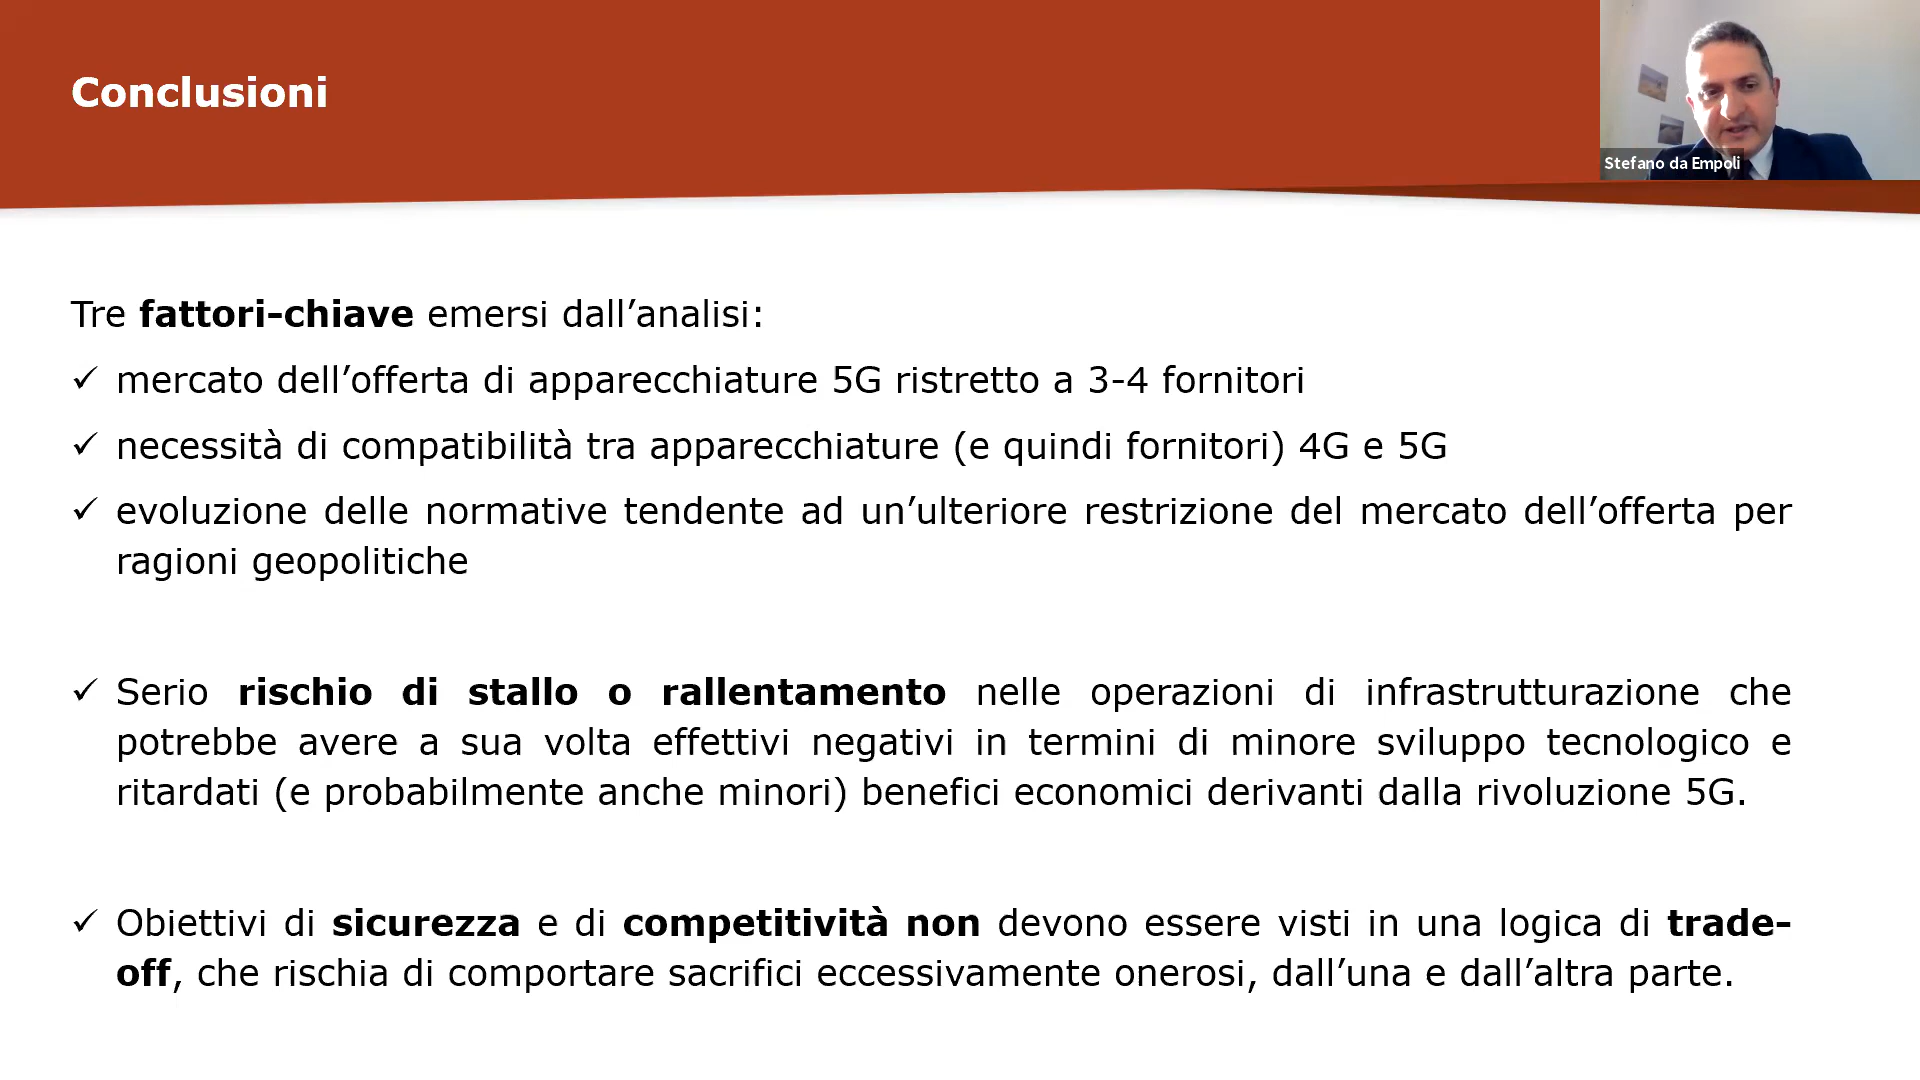 Conclusioni
Stefano da Empoli
Tre fattori-chiave emersi dall’analisi:
✓ mercato dell’offerta di apparecchiature 5G ristretto a 3-4 fornitori
✓ necessità di compatibilità tra apparecchiature (e quindi fornitori) 4G e 5G
✓ evoluzione delle normative tendente ad un’ulteriore restrizione del mercato dell’offerta per
ragioni geopolitiche
✓ Serio rischio di stallo o rallentamento nelle operazioni di infrastrutturazione che
potrebbe avere a sua volta effettivi negativi in termini di minore sviluppo tecnologico e
ritardati (e probabilmente anche minori) benefici economici derivanti dalla rivoluzione 5G.
✓ Obiettivi di sicurezza e di competitività non devono essere visti in una logica di trade-
off, che rischia di comportare sacrifici eccessivamente onerosi, dall’una e dall’altra parte.